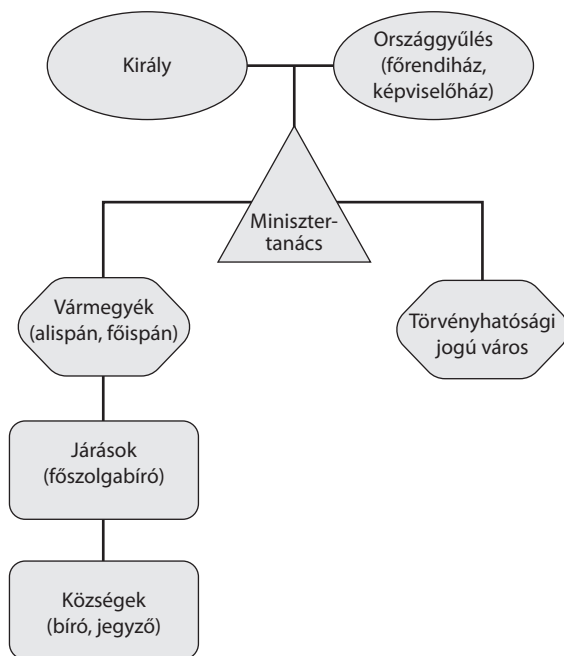 Király
Országgyűlés
(főrendiház,
képviselőház)
Miniszter-
tanács
Vármegyék
(alispán, főispán)
Törvényhatósági
jogú város
Járások
(főszolgabíró)
Községek
(bíró, jegyző)